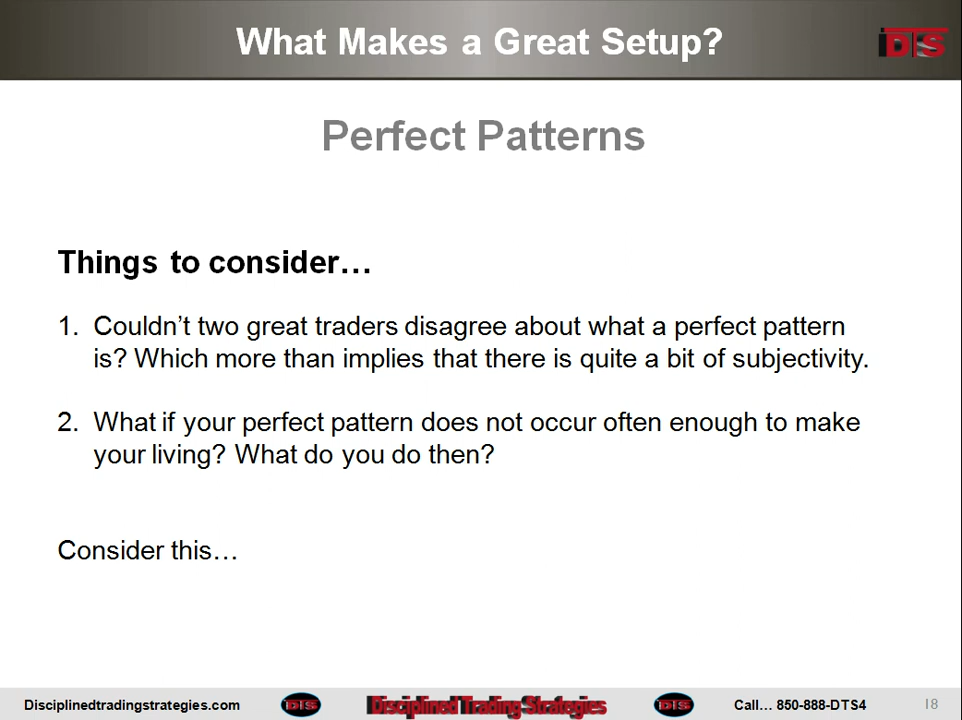 What Makes a Great Setup?
iDTS
Perfect Patterns
Things to consider…
1. Couldn't two great traders disagree about what a perfect pattern
is? Which more than implies that there is quite a bit of subjectivity.
2. What if your perfect pattern does not occur often enough to make
your living? What do you do then?
Consider this…
Disciplinedtradingstrategies.com DTS Disciplined Trading Strategies DTS Call… 850-888-DTS4 18